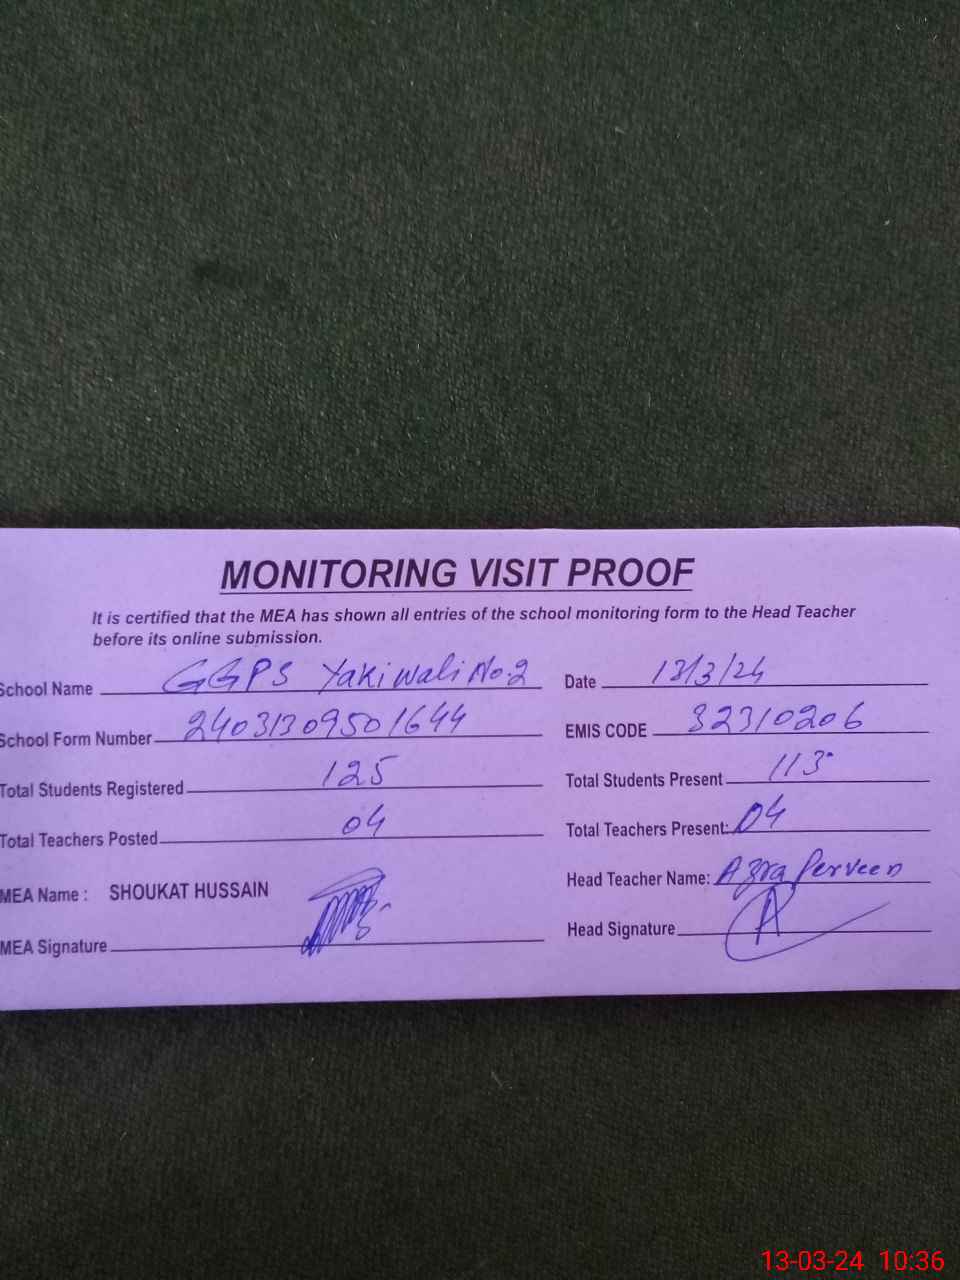 MONITORING VISIT PROOF
It is certified that the MEA has shown all entries of the school monitoring form to the Head Teacher
before its online submission.
School Name GGPS Yakiwali No.2 Date 13/3/24
School Form Number 24031309501644 EMIS CODE 32310206
Total Students Registered 125 Total Students Present 113
Total Teachers Posted 04 Total Teachers Present: 04
MEA Name : SHOUKAT HUSSAIN Head Teacher Name: Azra Perveen
MEA Signature Head Signature
13-03-24 10:36